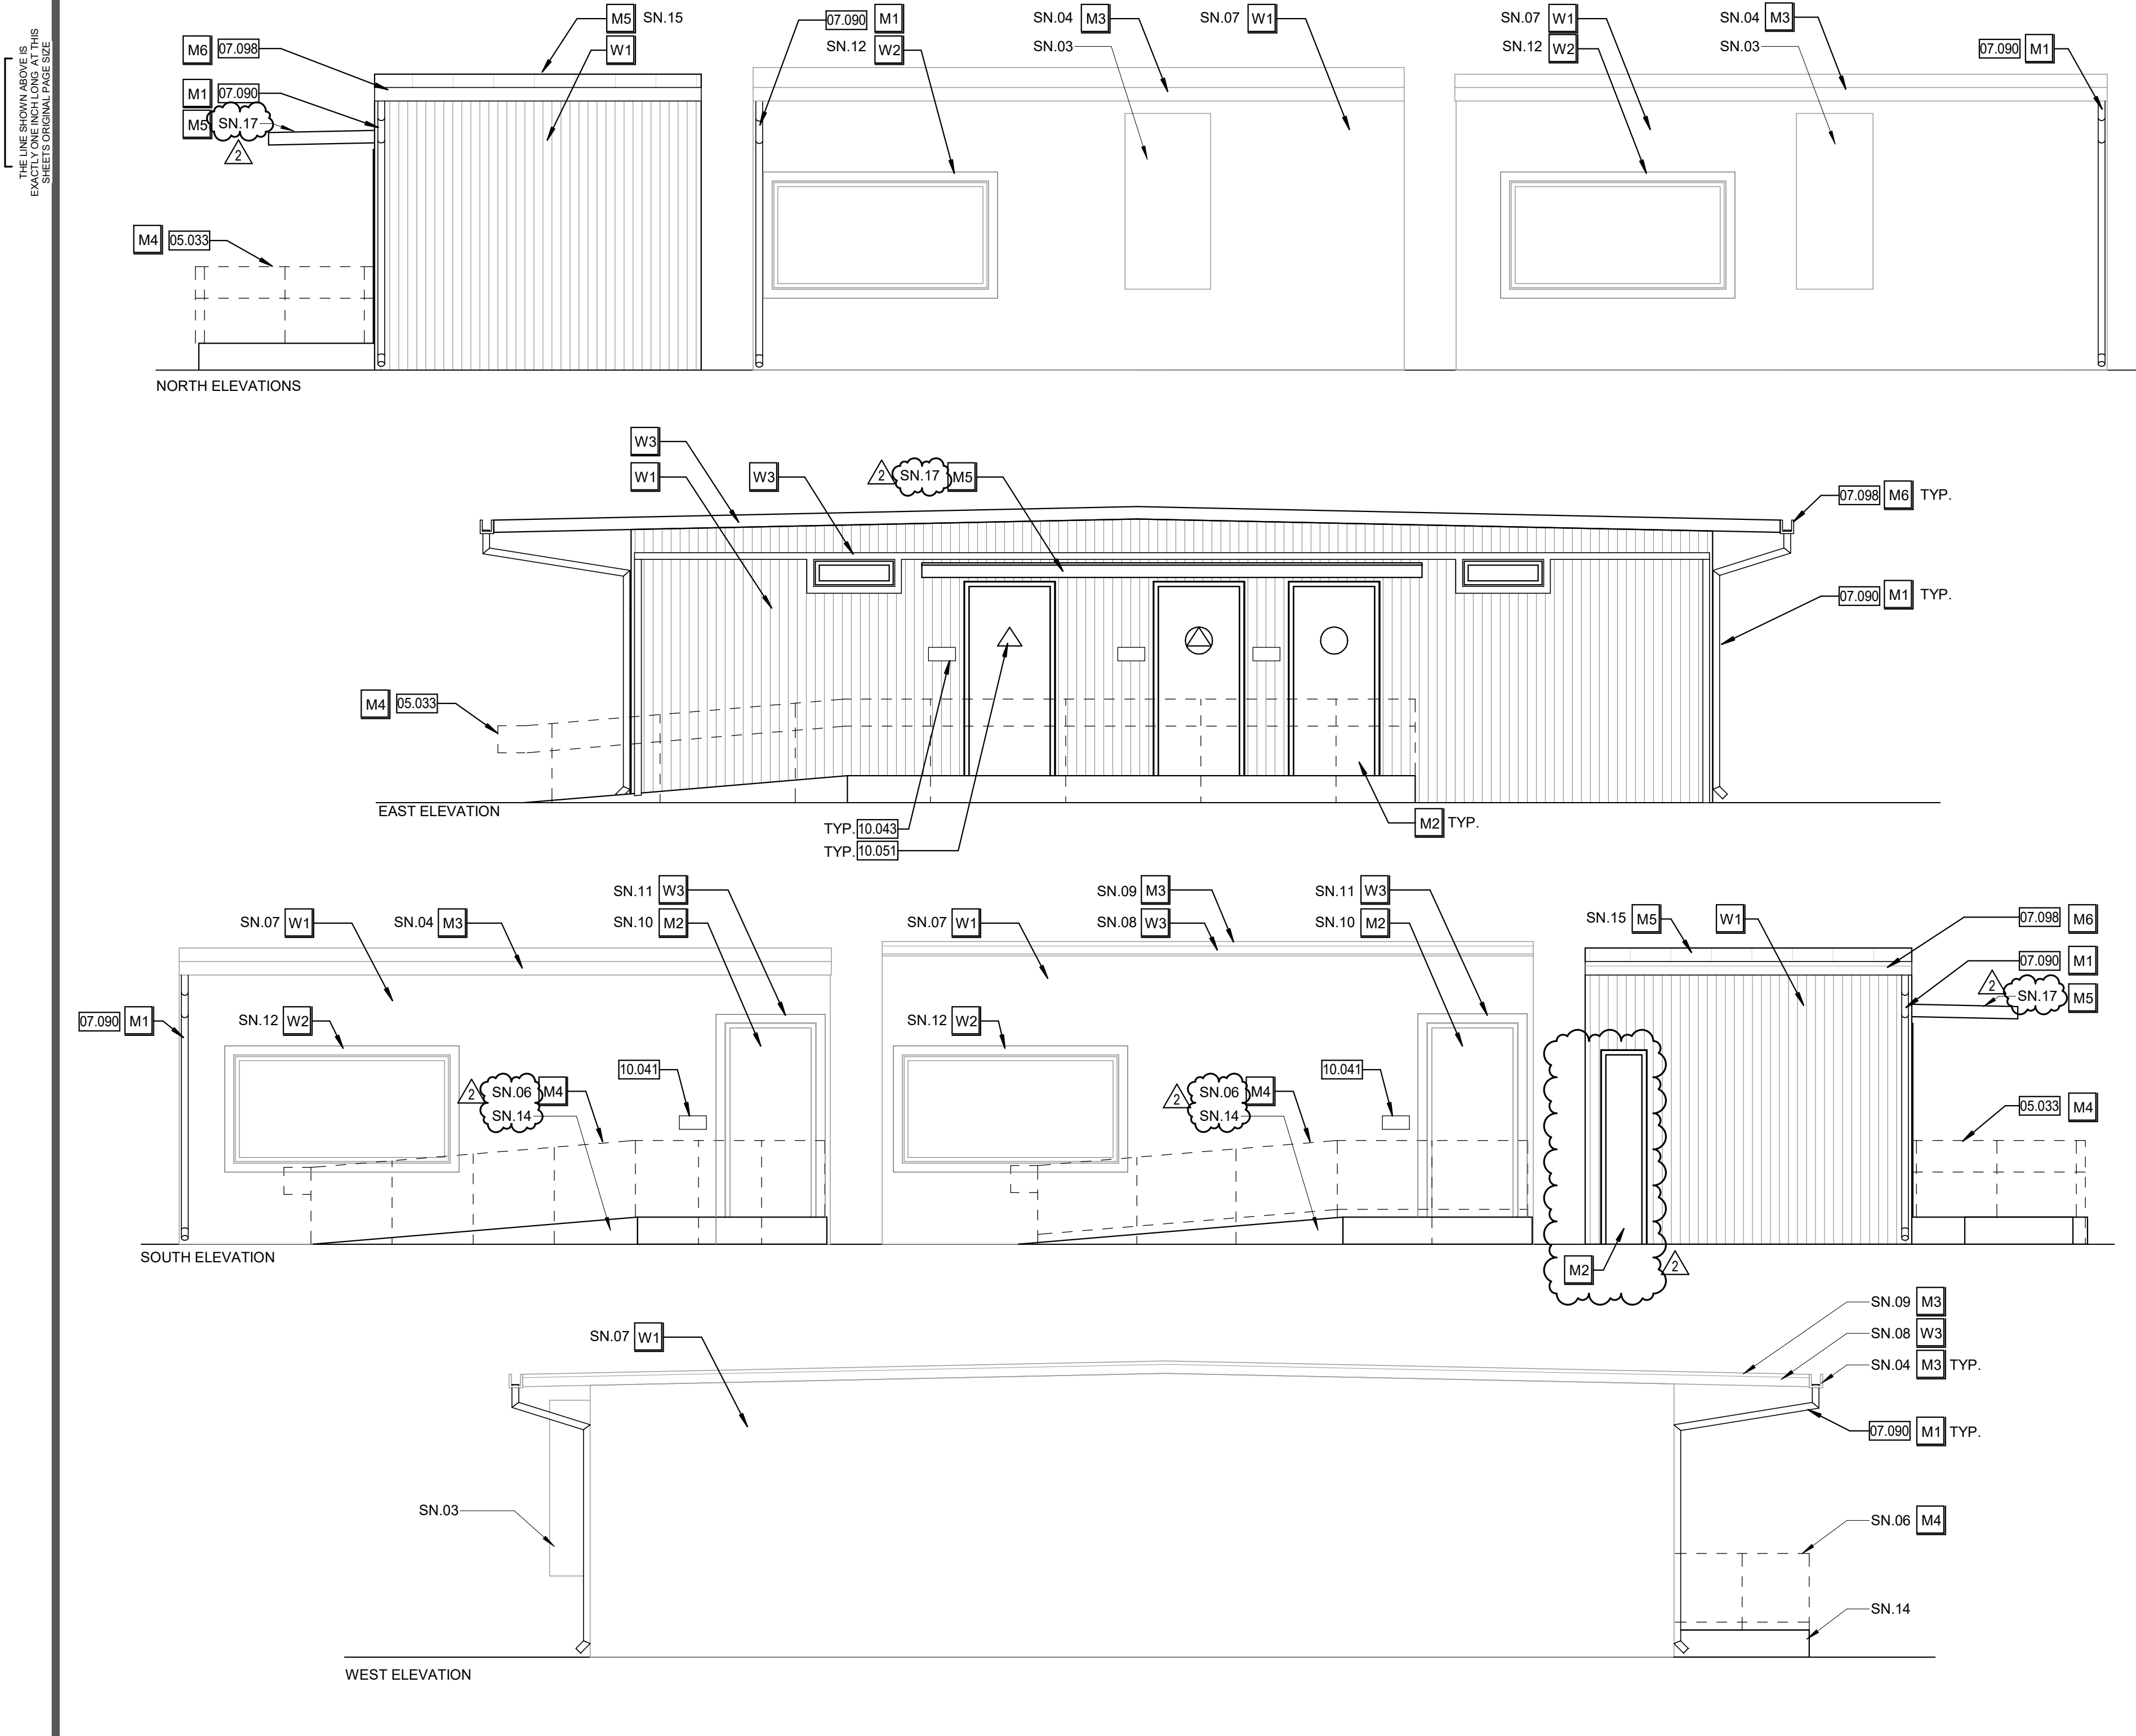 THE LINE SHOWN ABOVE IS
EXACTLY ONE INCH LONG AT THIS
SHEETS ORIGINAL PAGE SIZE
M5 SN.15
W1
M6 07.098
M1 07.090
M5 SN.17
2
M4 05.033
07.090 M1
SN.12 W2
SN.04 M3
SN.03
SN.07 W1
SN.07 W1
SN.12 W2
SN.04 M3
SN.03
07.090 M1
NORTH ELEVATIONS
W3
W1
W3
2 SN.17 M5
07.098 M6 TYP.
07.090 M1 TYP.
M4 05.033
EAST ELEVATION
TYP. 10.043
TYP. 10.051
M2 TYP.
SN.07 W1
SN.04 M3
SN.11 W3
SN.10 M2
07.090 M1
SN.12 W2
2 SN.06 M4
SN.14
10.041
SN.07 W1
SN.09 M3
SN.08 W3
SN.11 W3
SN.10 M2
SN.12 W2
2 SN.06 M4
SN.14
10.041
SN.15 M5
W1
07.098 M6
07.090 M1
2 SN.17 M5
05.033 M4
M2 2
SOUTH ELEVATION
SN.07 W1
SN.09 M3
SN.08 W3
SN.04 M3 TYP.
07.090 M1 TYP.
SN.03
SN.06 M4
SN.14
WEST ELEVATION